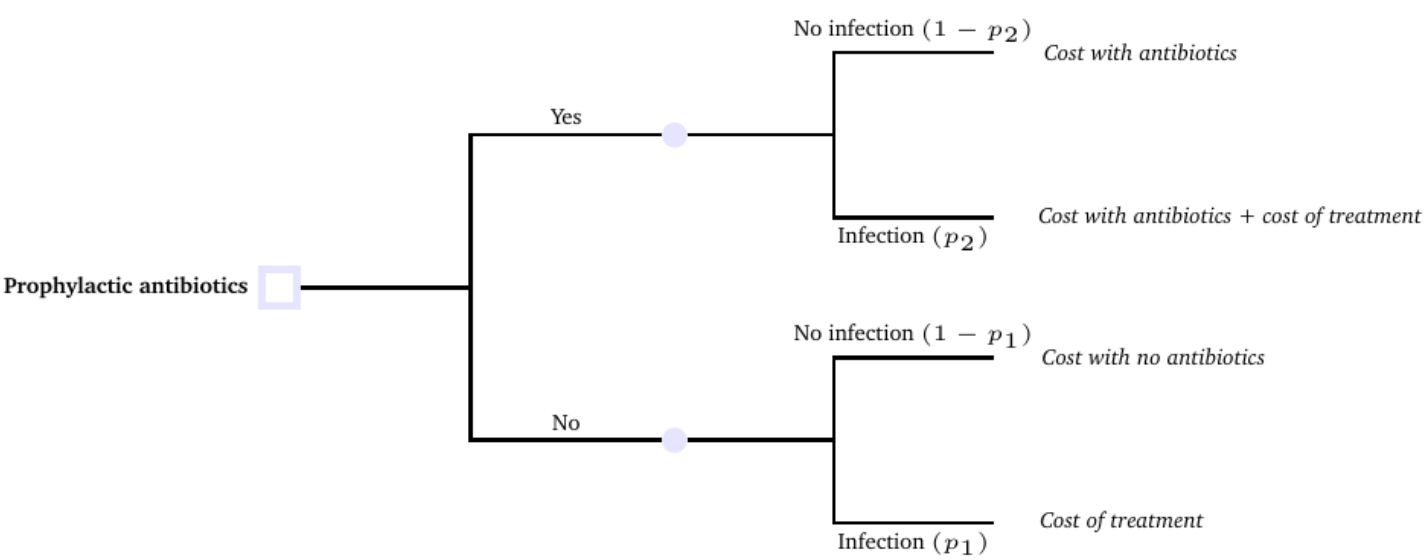 No infection (1 − p2)
Cost with antibiotics
Yes
Cost with antibiotics + cost of treatment
Infection (p2)
Prophylactic antibiotics
No infection (1 − p1)
Cost with no antibiotics
No
Cost of treatment
Infection (p1)